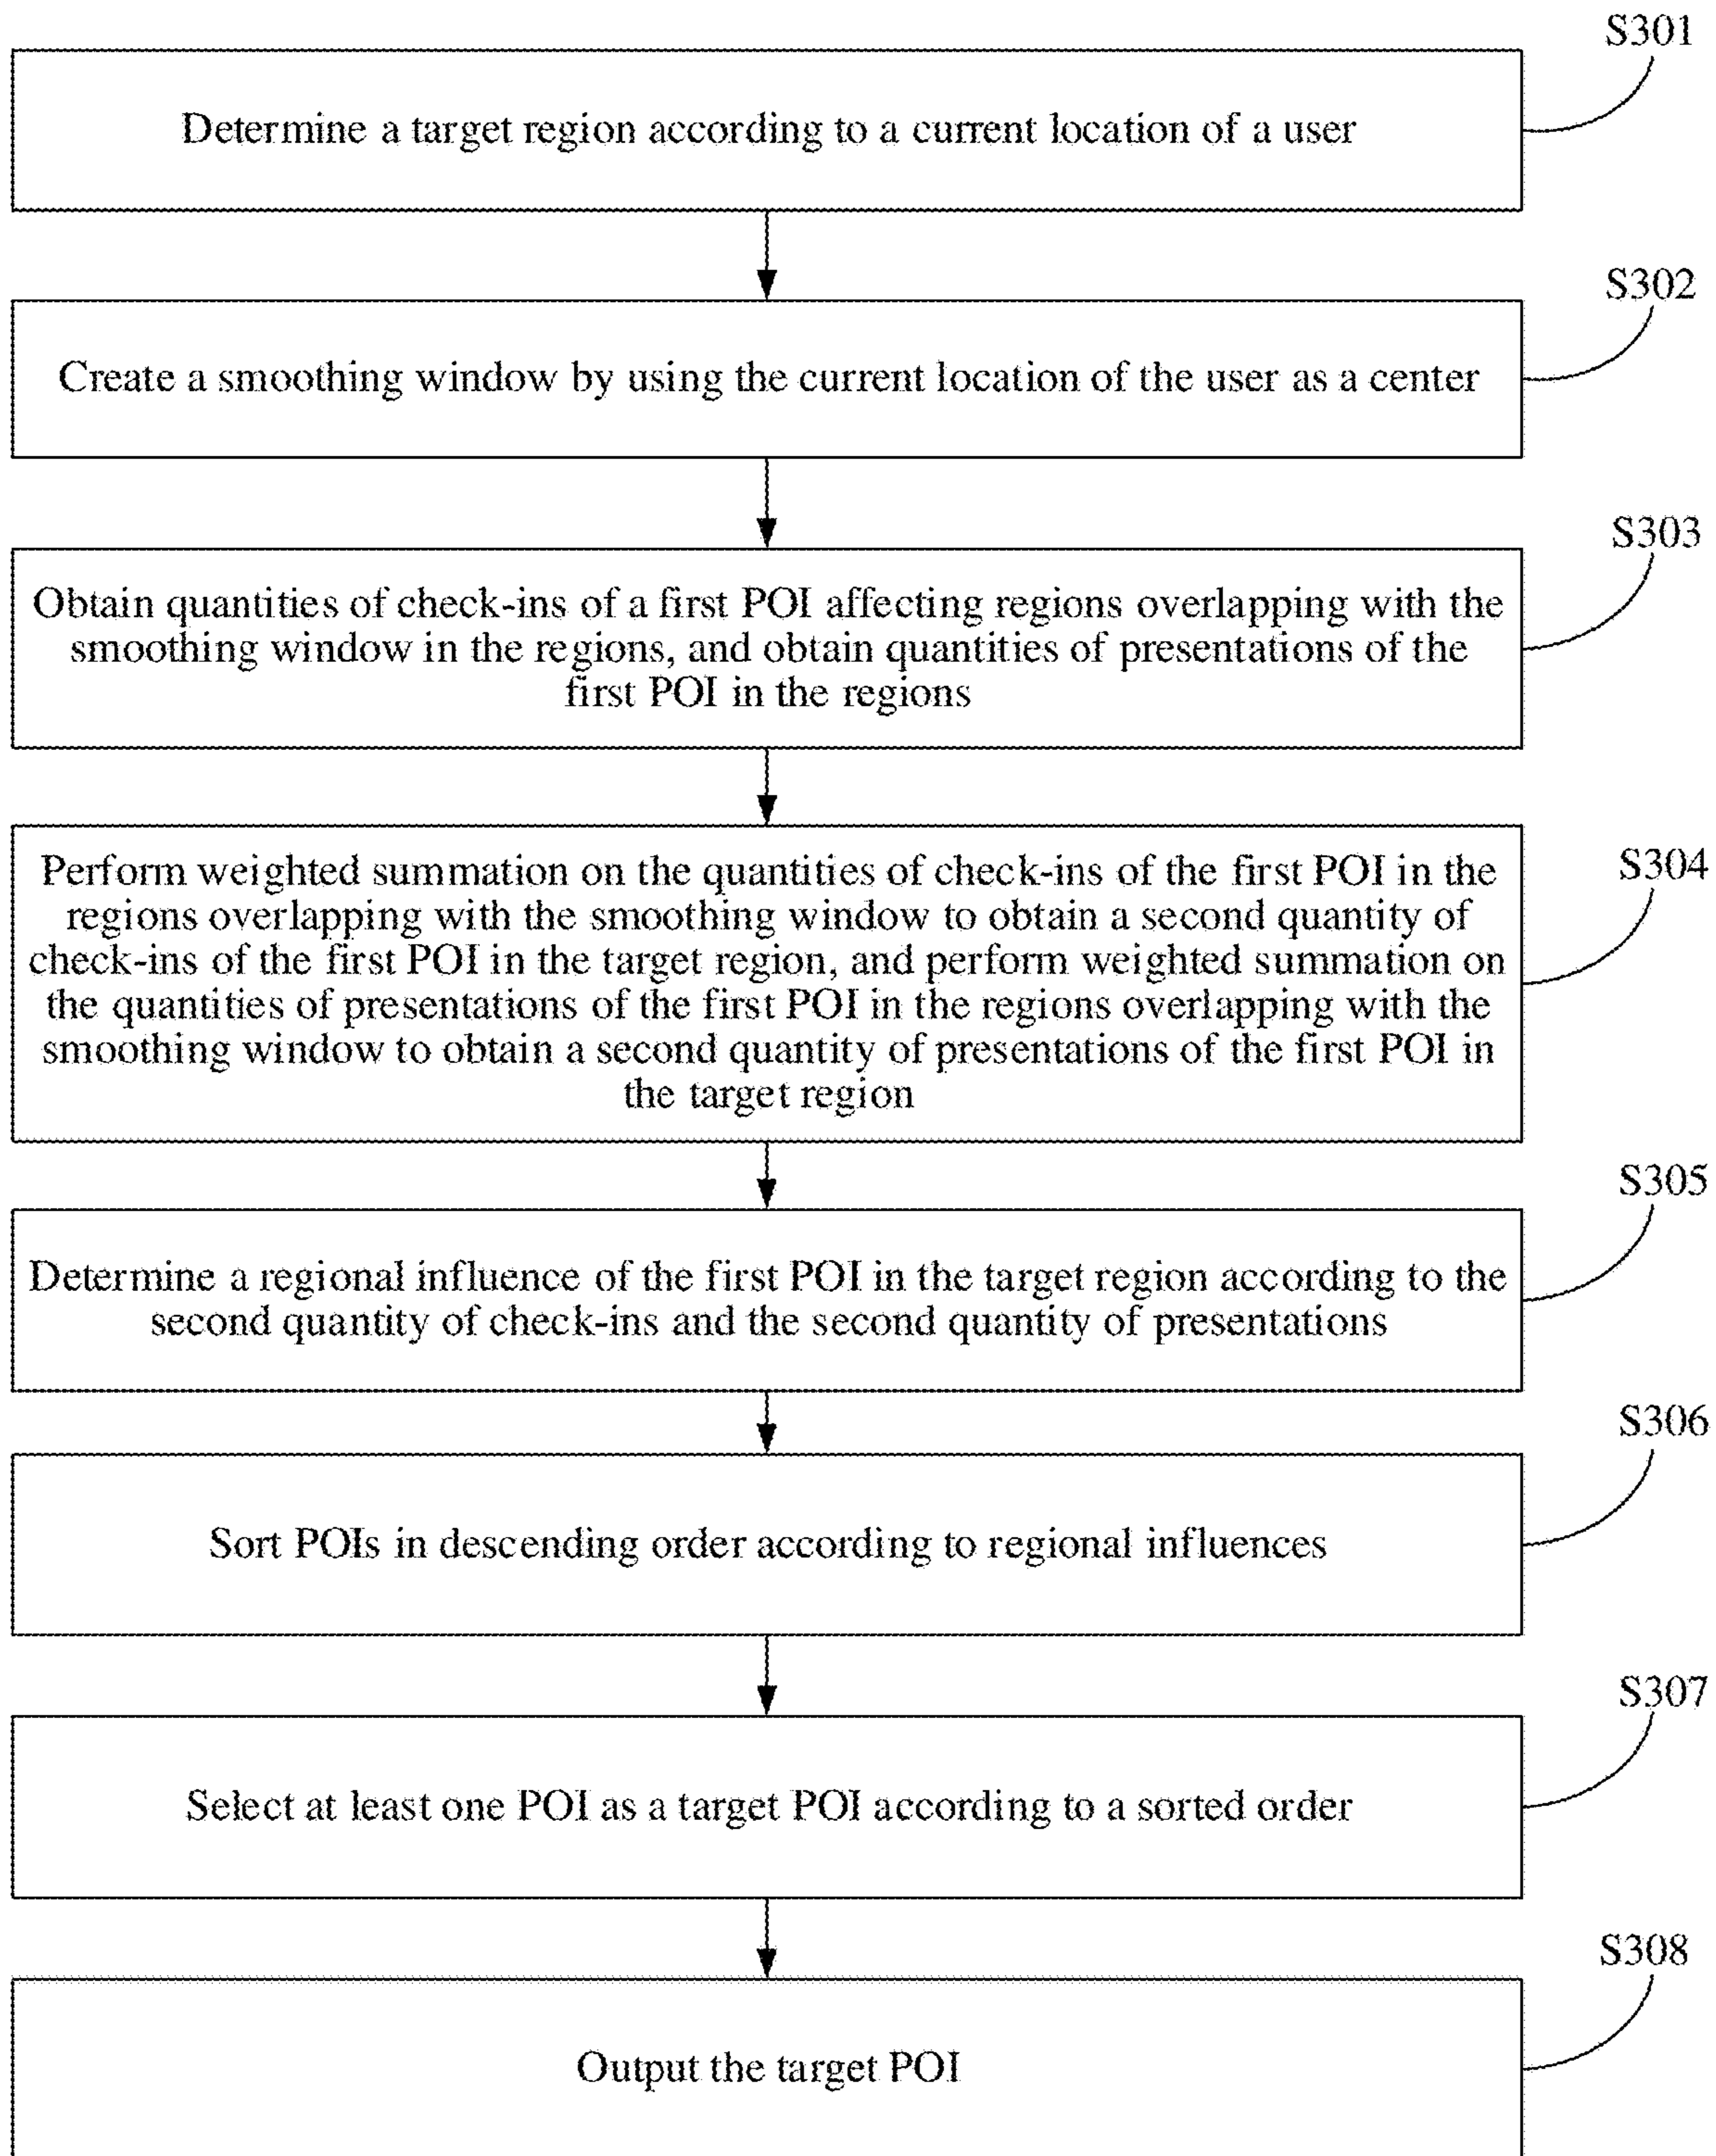 S301
Determine a target region according to a current location of a user
S302
Create a smoothing window by using the current location of the user as a center
S303
Obtain quantities of check-ins of a first POI affecting regions overlapping with the
smoothing window in the regions, and obtain quantities of presentations of the
first POI in the regions
S304
Perform weighted summation on the quantities of check-ins of the first POI in the
regions overlapping with the smoothing window to obtain a second quantity of
check-ins of the first POI in the target region, and perform weighted summation on
the quantities of presentations of the first POI in the regions overlapping with the
smoothing window to obtain a second quantity of presentations of the first POI in
the target region
S305
Determine a regional influence of the first POI in the target region according to the
second quantity of check-ins and the second quantity of presentations
S306
Sort POIs in descending order according to regional influences
S307
Select at least one POI as a target POI according to a sorted order
S308
Output the target POI